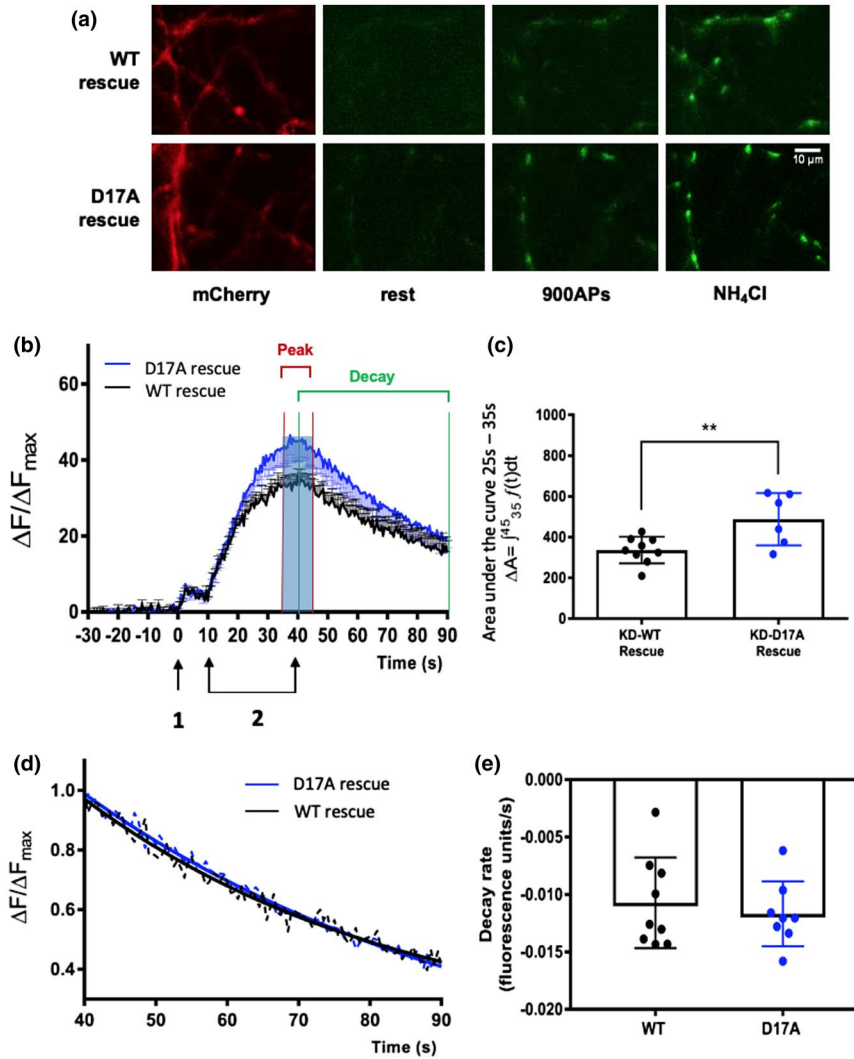 (a)
WT
rescue
D17A
rescue
10 µm
mCherry
rest
900APs
NH₄Cl
(b)
D17A rescue
WT rescue
Peak
Decay
ΔF/ΔFmax
60
40
20
0
-30 -20 -10 0 10 20 30 40 50 60 70 80 90
Time (s)
1
2
(c)
Area under the curve 25s – 35s
ΔA= ∫⁴⁵₃₅ f(t)dt
1000
800
600
400
200
0
**
KD-WT
Rescue
KD-D17A
Rescue
(d)
D17A rescue
WT rescue
ΔF/ΔFmax
1.0
0.8
0.6
0.4
40 50 60 70 80 90
Time (s)
(e)
Decay rate
(fluorescence units/s)
0.000
-0.005
-0.010
-0.015
-0.020
WT
D17A